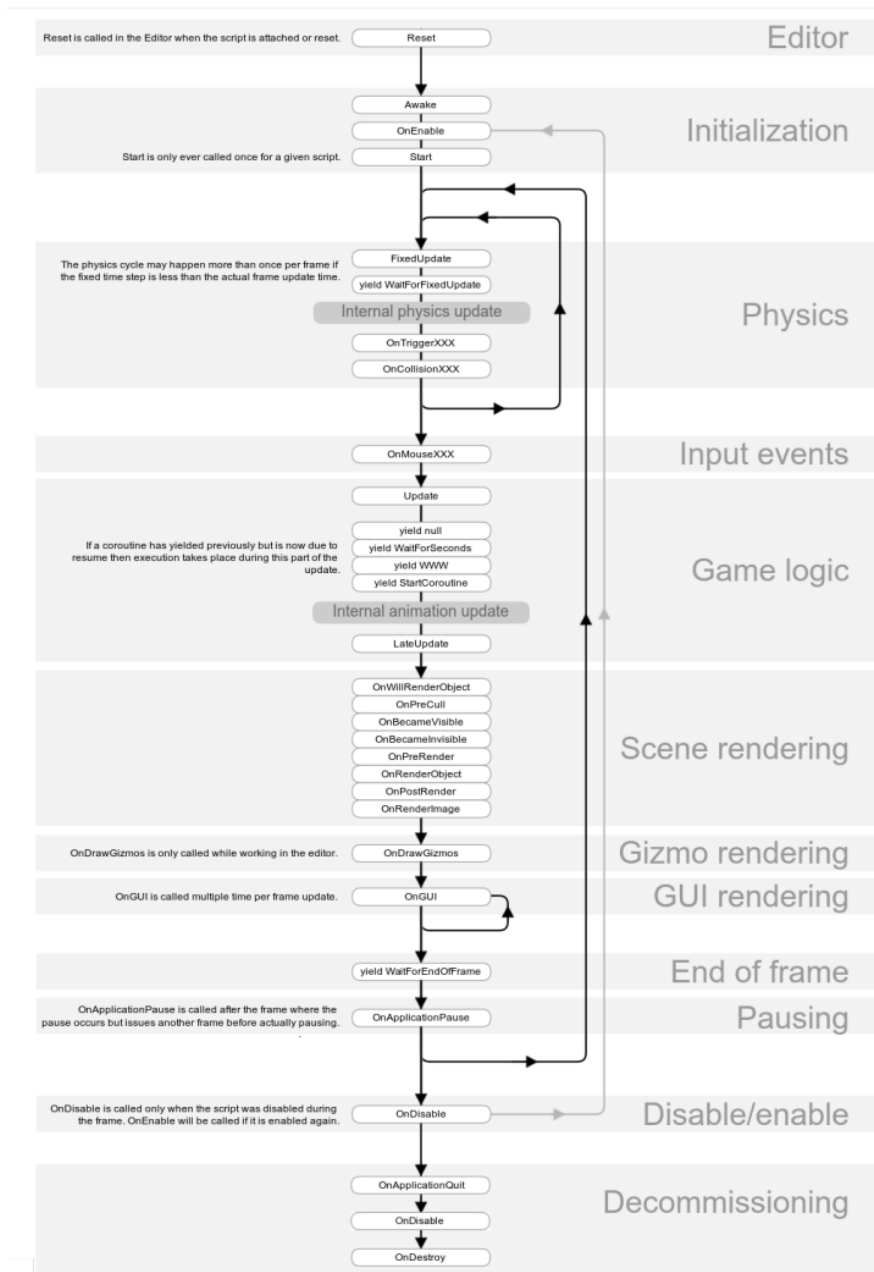 Reset is called in the Editor when the script is attached or reset.
Reset
Editor
Awake
OnEnable
Initialization
Start is only ever called once for a given script.
Start
The physics cycle may happen more than once per frame if
the fixed time step is less than the actual frame update time.
FixedUpdate
yield WaitForFixedUpdate
Internal physics update
Physics
OnTriggerXXX
OnCollisionXXX
OnMouseXXX
Input events
Update
If a coroutine has yielded previously but is now due to
resume then execution takes place during this part of the
update.
yield null
yield WaitForSeconds
yield WWW
yield StartCoroutine
Game logic
Internal animation update
LateUpdate
OnWillRenderObject
OnPreCull
OnBecameVisible
OnBecameInvisible
OnPreRender
OnRenderObject
OnPostRender
OnRenderImage
Scene rendering
OnDrawGizmos is only called while working in the editor.
OnDrawGizmos
Gizmo rendering
OnGUI is called multiple time per frame update.
OnGUI
GUI rendering
yield WaitForEndOfFrame
End of frame
OnApplicationPause is called after the frame where the
pause occurs but issues another frame before actually pausing.
OnApplicationPause
Pausing
OnDisable is called only when the script was disabled during
the frame. OnEnable will be called if it is enabled again.
OnDisable
Disable/enable
OnApplicationQuit
Decommissioning
OnDisable
OnDestroy